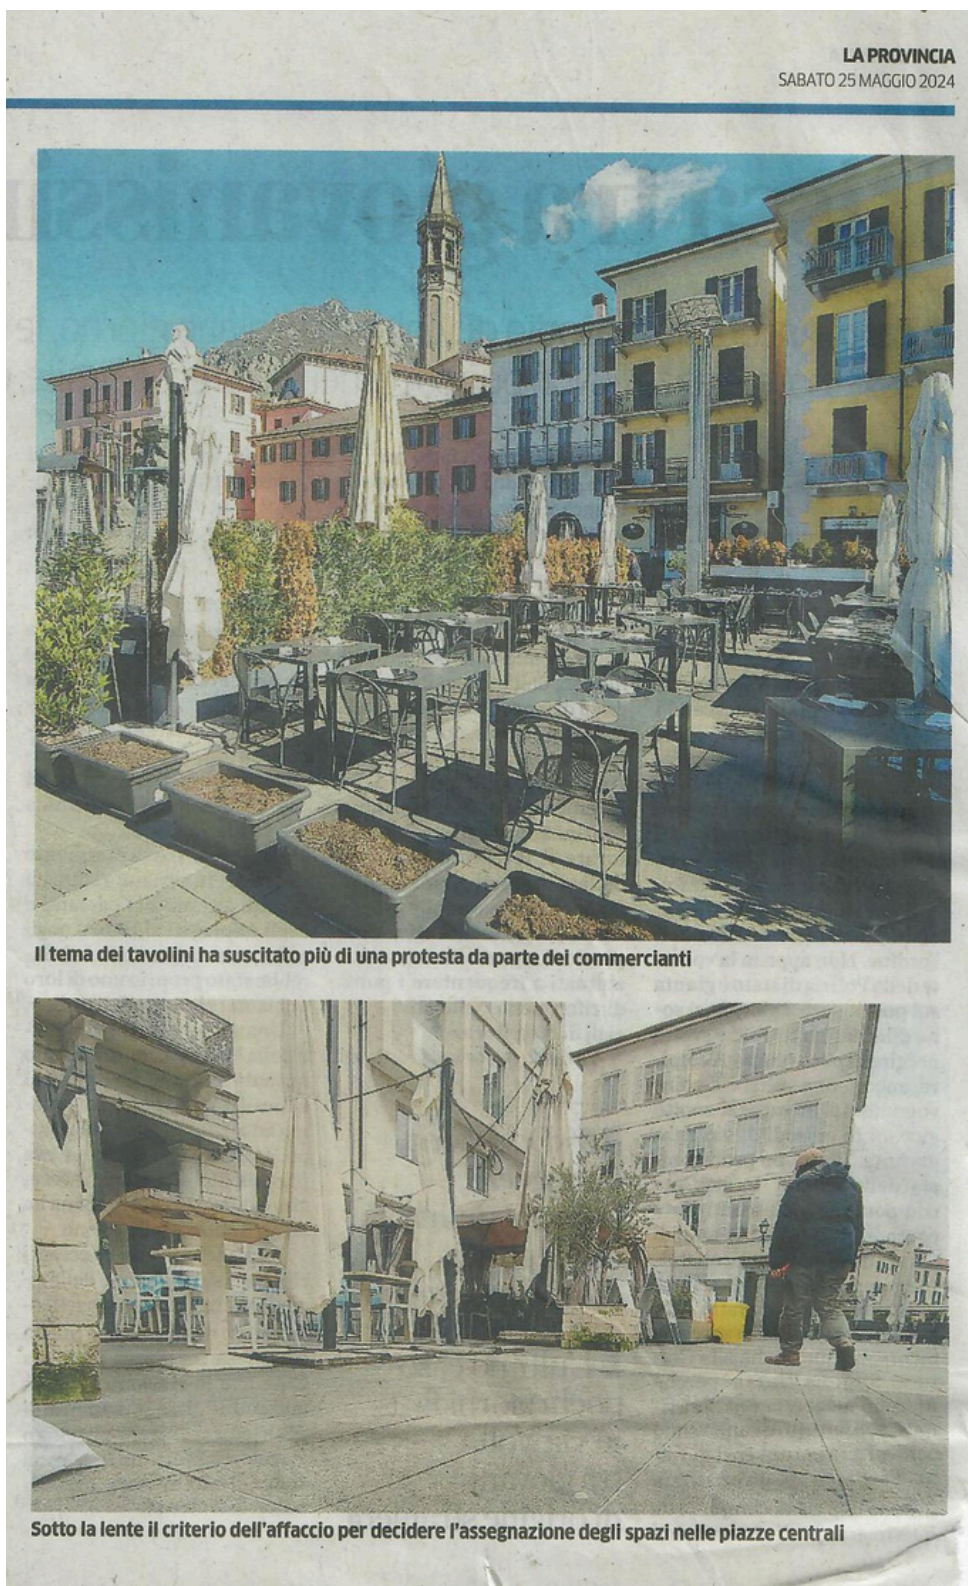 LA PROVINCIA
SABATO 25 MAGGIO 2024
Il tema dei tavolini ha suscitato più di una protesta da parte dei commercianti
Sotto la lente il criterio dell'affaccio per decidere l'assegnazione degli spazi nelle piazze centrali